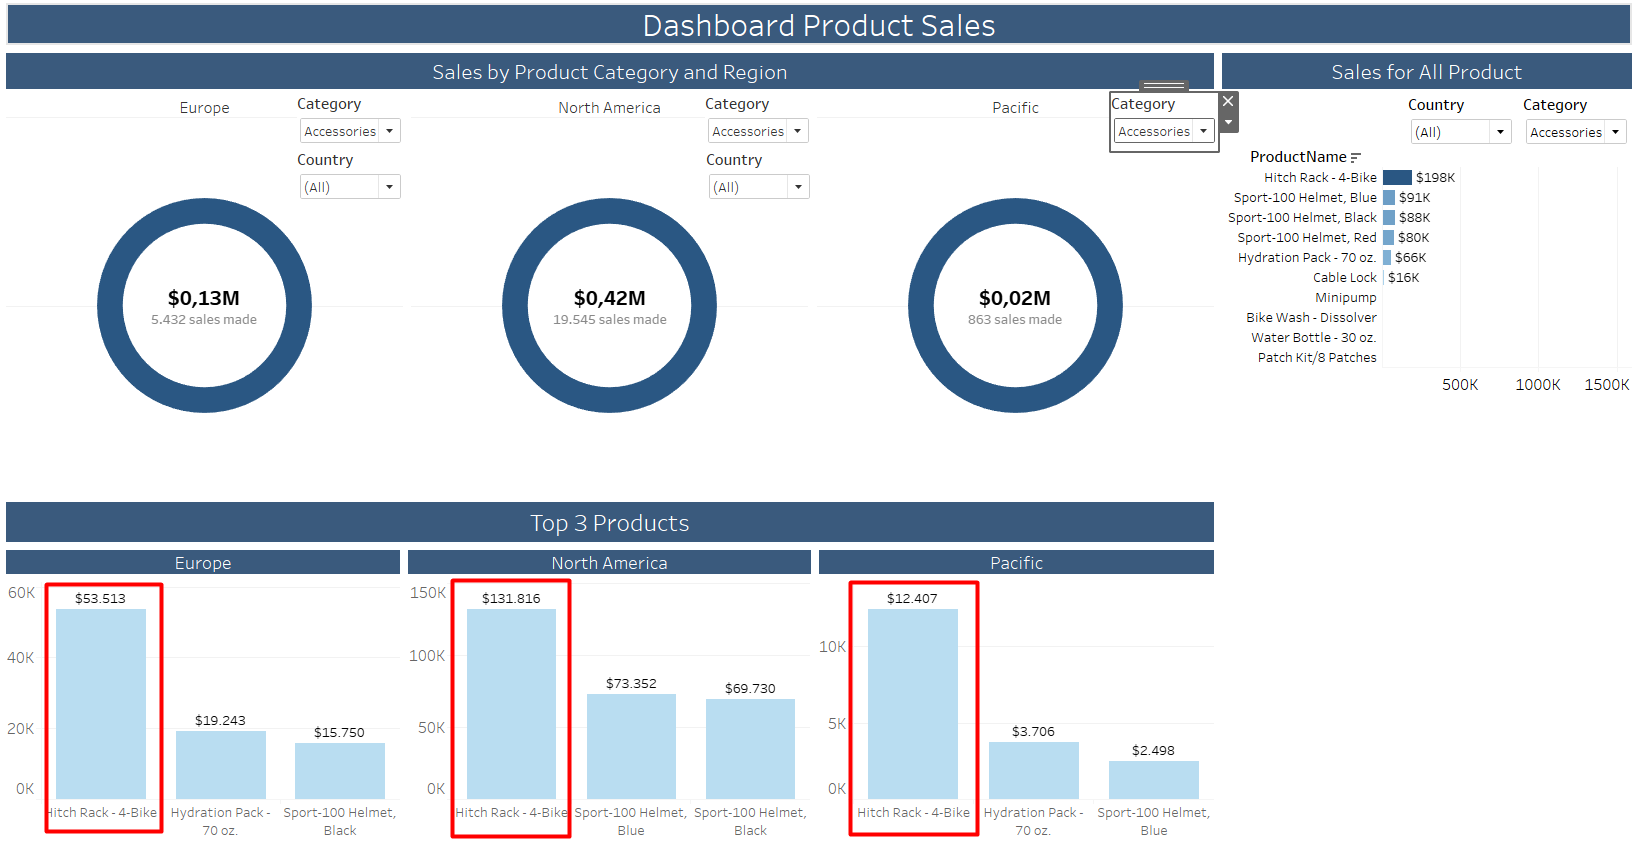 Dashboard Product Sales
Sales by Product Category and Region
Europe
Category
Accessories
Country
(All)
$0,13M
5.432 sales made
North America
Category
Accessories
Country
(All)
$0,42M
19.545 sales made
Pacific
Category
Accessories
$0,02M
863 sales made
Sales for All Product
Country
(All)
Category
Accessories
ProductName
Hitch Rack - 4-Bike $198K
Sport-100 Helmet, Blue $91K
Sport-100 Helmet, Black $88K
Sport-100 Helmet, Red $80K
Hydration Pack - 70 oz. $66K
Cable Lock $16K
Minipump
Bike Wash - Dissolver
Water Bottle - 30 oz.
Patch Kit/8 Patches
500K 1000K 1500K
Top 3 Products
Europe
60K
40K
20K
0K
$53.513
$19.243
$15.750
Hitch Rack - 4-Bike
Hydration Pack -
70 oz.
Sport-100 Helmet,
Black
North America
150K
100K
50K
0K
$131.816
$73.352
$69.730
Hitch Rack - 4-Bike
Sport-100 Helmet,
Blue
Sport-100 Helmet,
Black
Pacific
10K
5K
0K
$12.407
$3.706
$2.498
Hitch Rack - 4-Bike
Hydration Pack -
70 oz.
Sport-100 Helmet,
Blue